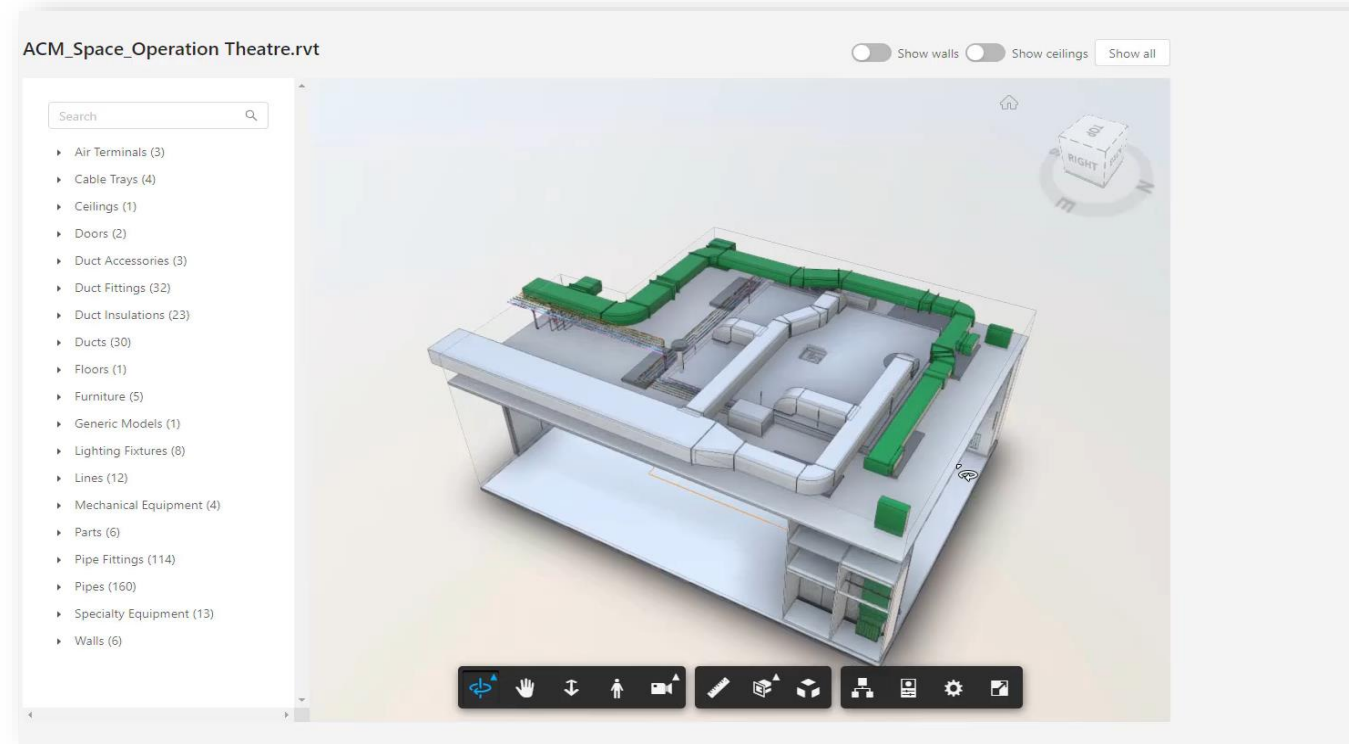 ACM_Space_Operation Theatre.rvt
Show walls
Show ceilings
Show all
Search
Air Terminals (3)
Cable Trays (4)
Ceilings (1)
Doors (2)
Duct Accessories (3)
Duct Fittings (32)
Duct Insulations (23)
Ducts (30)
Floors (1)
Furniture (5)
Generic Models (1)
Lighting Fixtures (8)
Lines (12)
Mechanical Equipment (4)
Parts (6)
Pipe Fittings (114)
Pipes (160)
Specialty Equipment (13)
Walls (6)
TOP
RIGHT
N
E